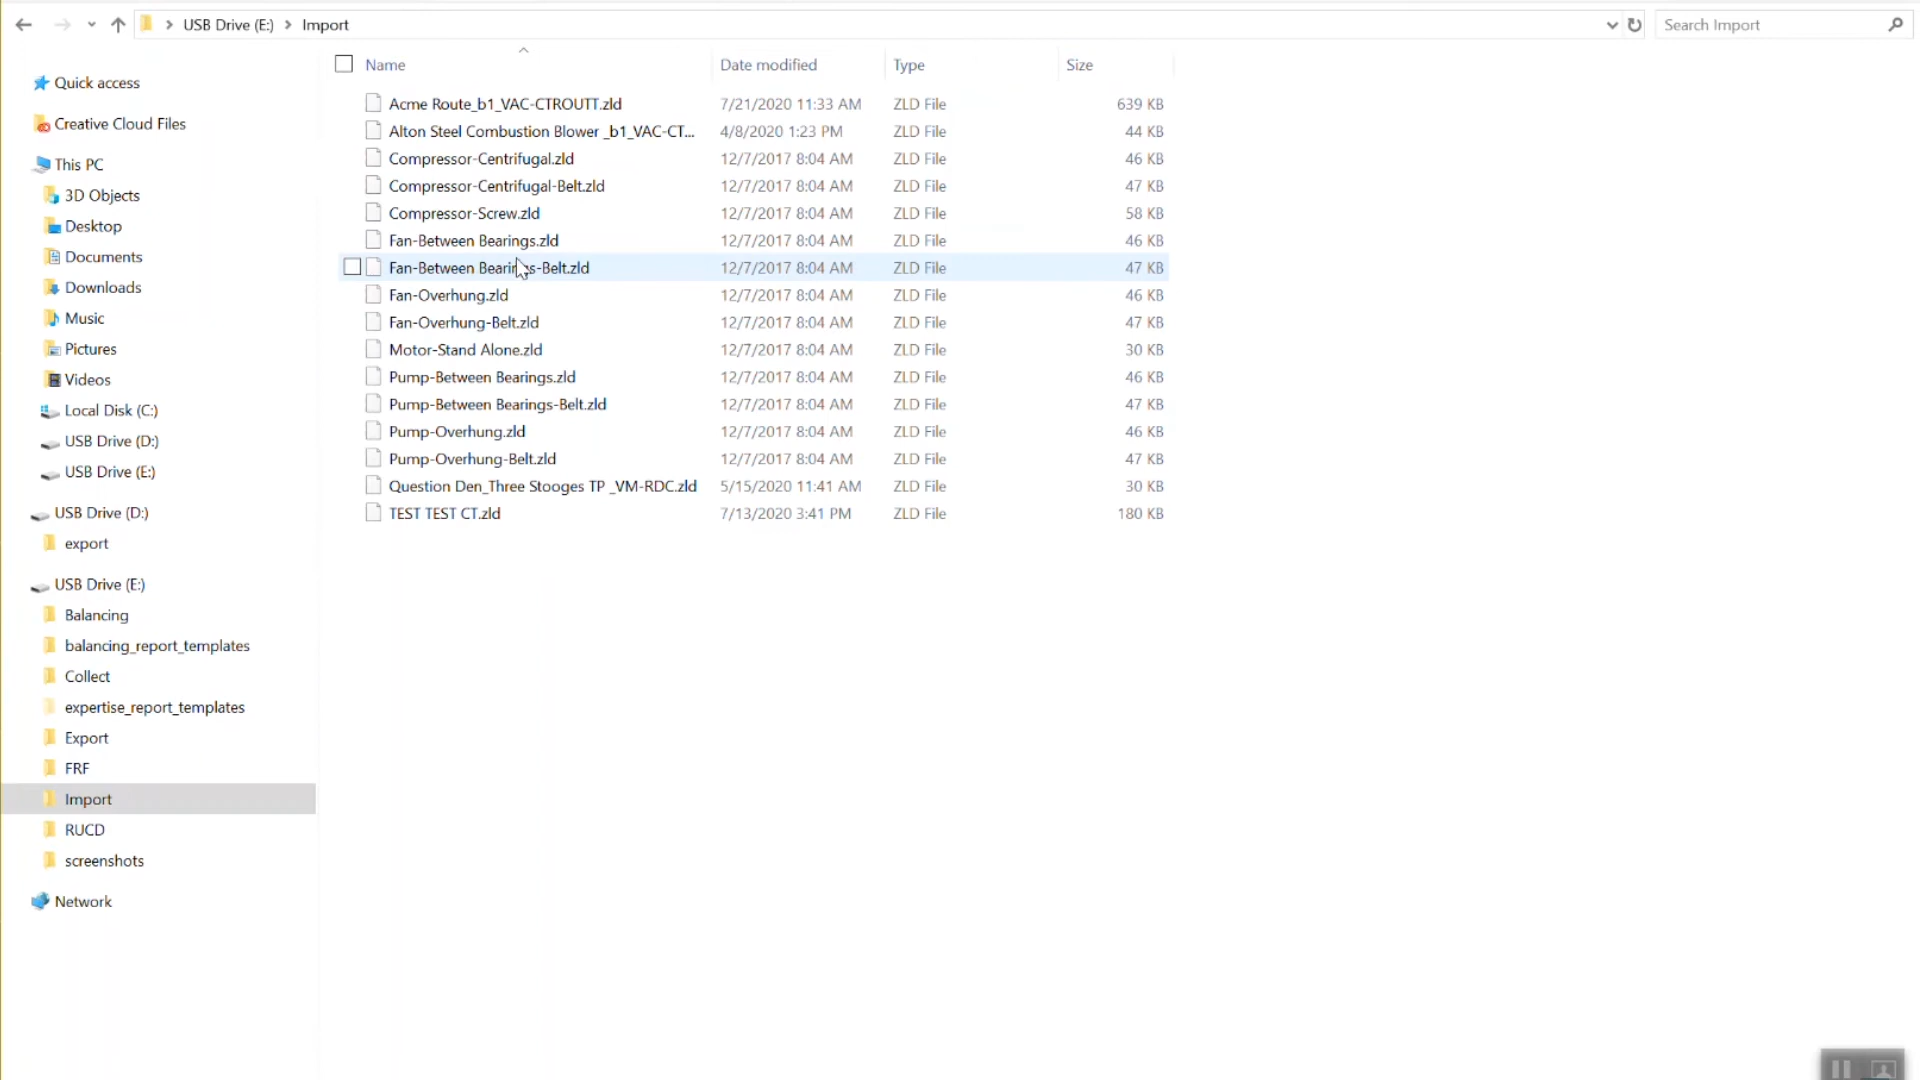 USB Drive (E:) > Import
Search Import
Name Date modified Type Size
Quick access
Creative Cloud Files
This PC
3D Objects
Desktop
Documents
Downloads
Music
Pictures
Videos
Local Disk (C:)
USB Drive (D:)
USB Drive (E:)
USB Drive (D:)
export
USB Drive (E:)
Balancing
balancing_report_templates
Collect
expertise_report_templates
Export
FRF
Import
RUCD
screenshots
Network
Acme Route_b1_VAC-CTROUTT.zld 7/21/2020 11:33 AM ZLD File 639 KB
Alton Steel Combustion Blower _b1_VAC-CT... 4/8/2020 1:23 PM ZLD File 44 KB
Compressor-Centrifugal.zld 12/7/2017 8:04 AM ZLD File 46 KB
Compressor-Centrifugal-Belt.zld 12/7/2017 8:04 AM ZLD File 47 KB
Compressor-Screw.zld 12/7/2017 8:04 AM ZLD File 58 KB
Fan-Between Bearings.zld 12/7/2017 8:04 AM ZLD File 46 KB
Fan-Between Bearings-Belt.zld 12/7/2017 8:04 AM ZLD File 47 KB
Fan-Overhung.zld 12/7/2017 8:04 AM ZLD File 46 KB
Fan-Overhung-Belt.zld 12/7/2017 8:04 AM ZLD File 47 KB
Motor-Stand Alone.zld 12/7/2017 8:04 AM ZLD File 30 KB
Pump-Between Bearings.zld 12/7/2017 8:04 AM ZLD File 46 KB
Pump-Between Bearings-Belt.zld 12/7/2017 8:04 AM ZLD File 47 KB
Pump-Overhung.zld 12/7/2017 8:04 AM ZLD File 46 KB
Pump-Overhung-Belt.zld 12/7/2017 8:04 AM ZLD File 47 KB
Question Den_Three Stooges TP _VM-RDC.zld 5/15/2020 11:41 AM ZLD File 30 KB
TEST TEST CT.zld 7/13/2020 3:41 PM ZLD File 180 KB